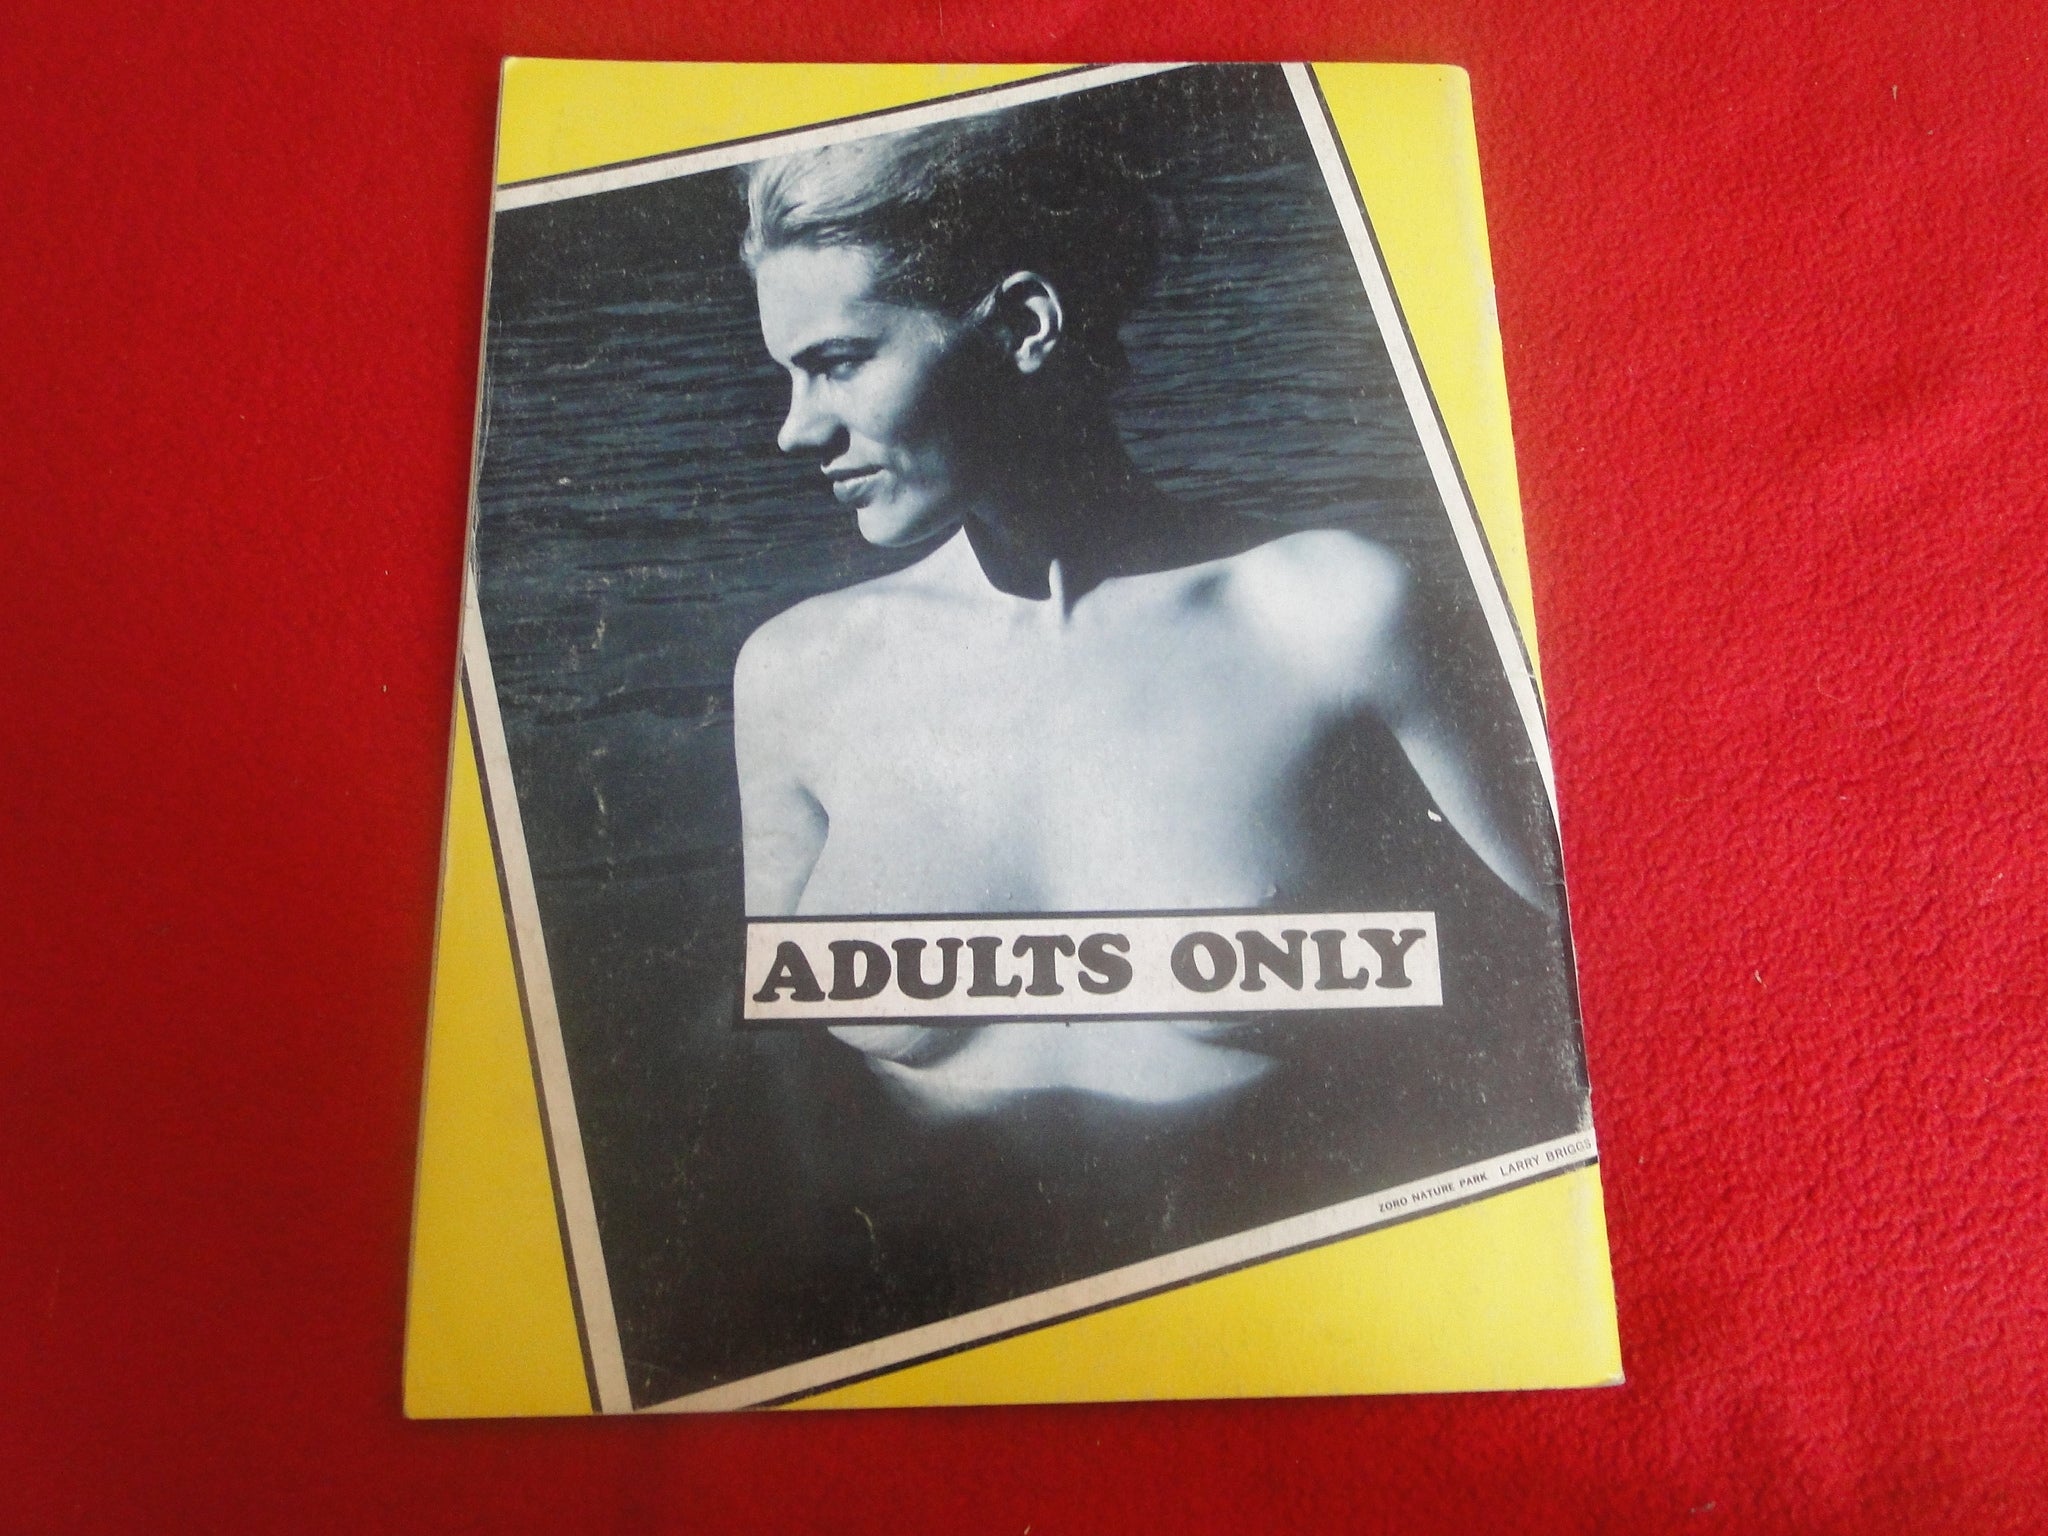 ADULTS ONLY
ZORO NATURE PARK LARRY BRIGGS